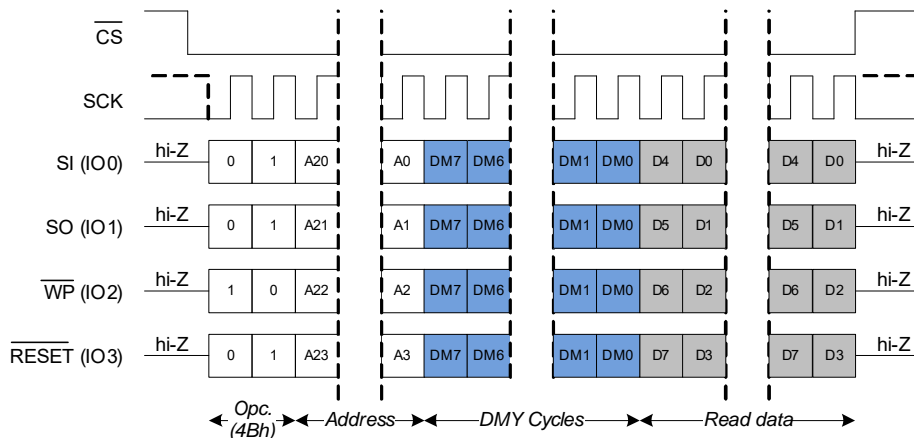 CS
SCK
SI (IO0) hi-Z 0 1 A20 A0 DM7 DM6 DM1 DM0 D4 D0 D4 D0 hi-Z
SO (IO1) hi-Z 0 1 A21 A1 DM7 DM6 DM1 DM0 D5 D1 D5 D1 hi-Z
WP (IO2) hi-Z 1 0 A22 A2 DM7 DM6 DM1 DM0 D6 D2 D6 D2 hi-Z
RESET (IO3) hi-Z 0 1 A23 A3 DM7 DM6 DM1 DM0 D7 D3 D7 D3 hi-Z
Opc. Address DMY Cycles Read data
(4Bh)